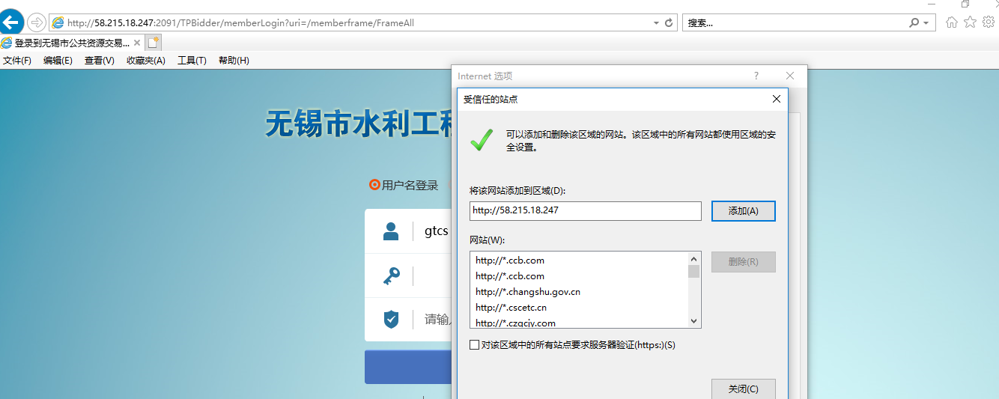 http://58.215.18.247:2091/TPBidder/memberLogin?uri=/memberframe/FrameAll
搜索...
登录到无锡市公共资源交易...
文件(F) 编辑(E) 查看(V) 收藏夹(A) 工具(T) 帮助(H)
Internet 选项
受信任的站点
无锡市水利工程
可以添加和删除该区域的网站。该区域中的所有网站都使用区域的安
全设置。
用户名登录
将该网站添加到区域(D):
http://58.215.18.247
添加(A)
gtcs
网站(W):
http://*.ccb.com
删除(R)
http://*.ccb.com
http://*.changshu.gov.cn
http://*.cscetc.cn
请输入
http://*.czgcjy.com
对该区域中的所有站点要求服务器验证(https:)(S)
关闭(C)